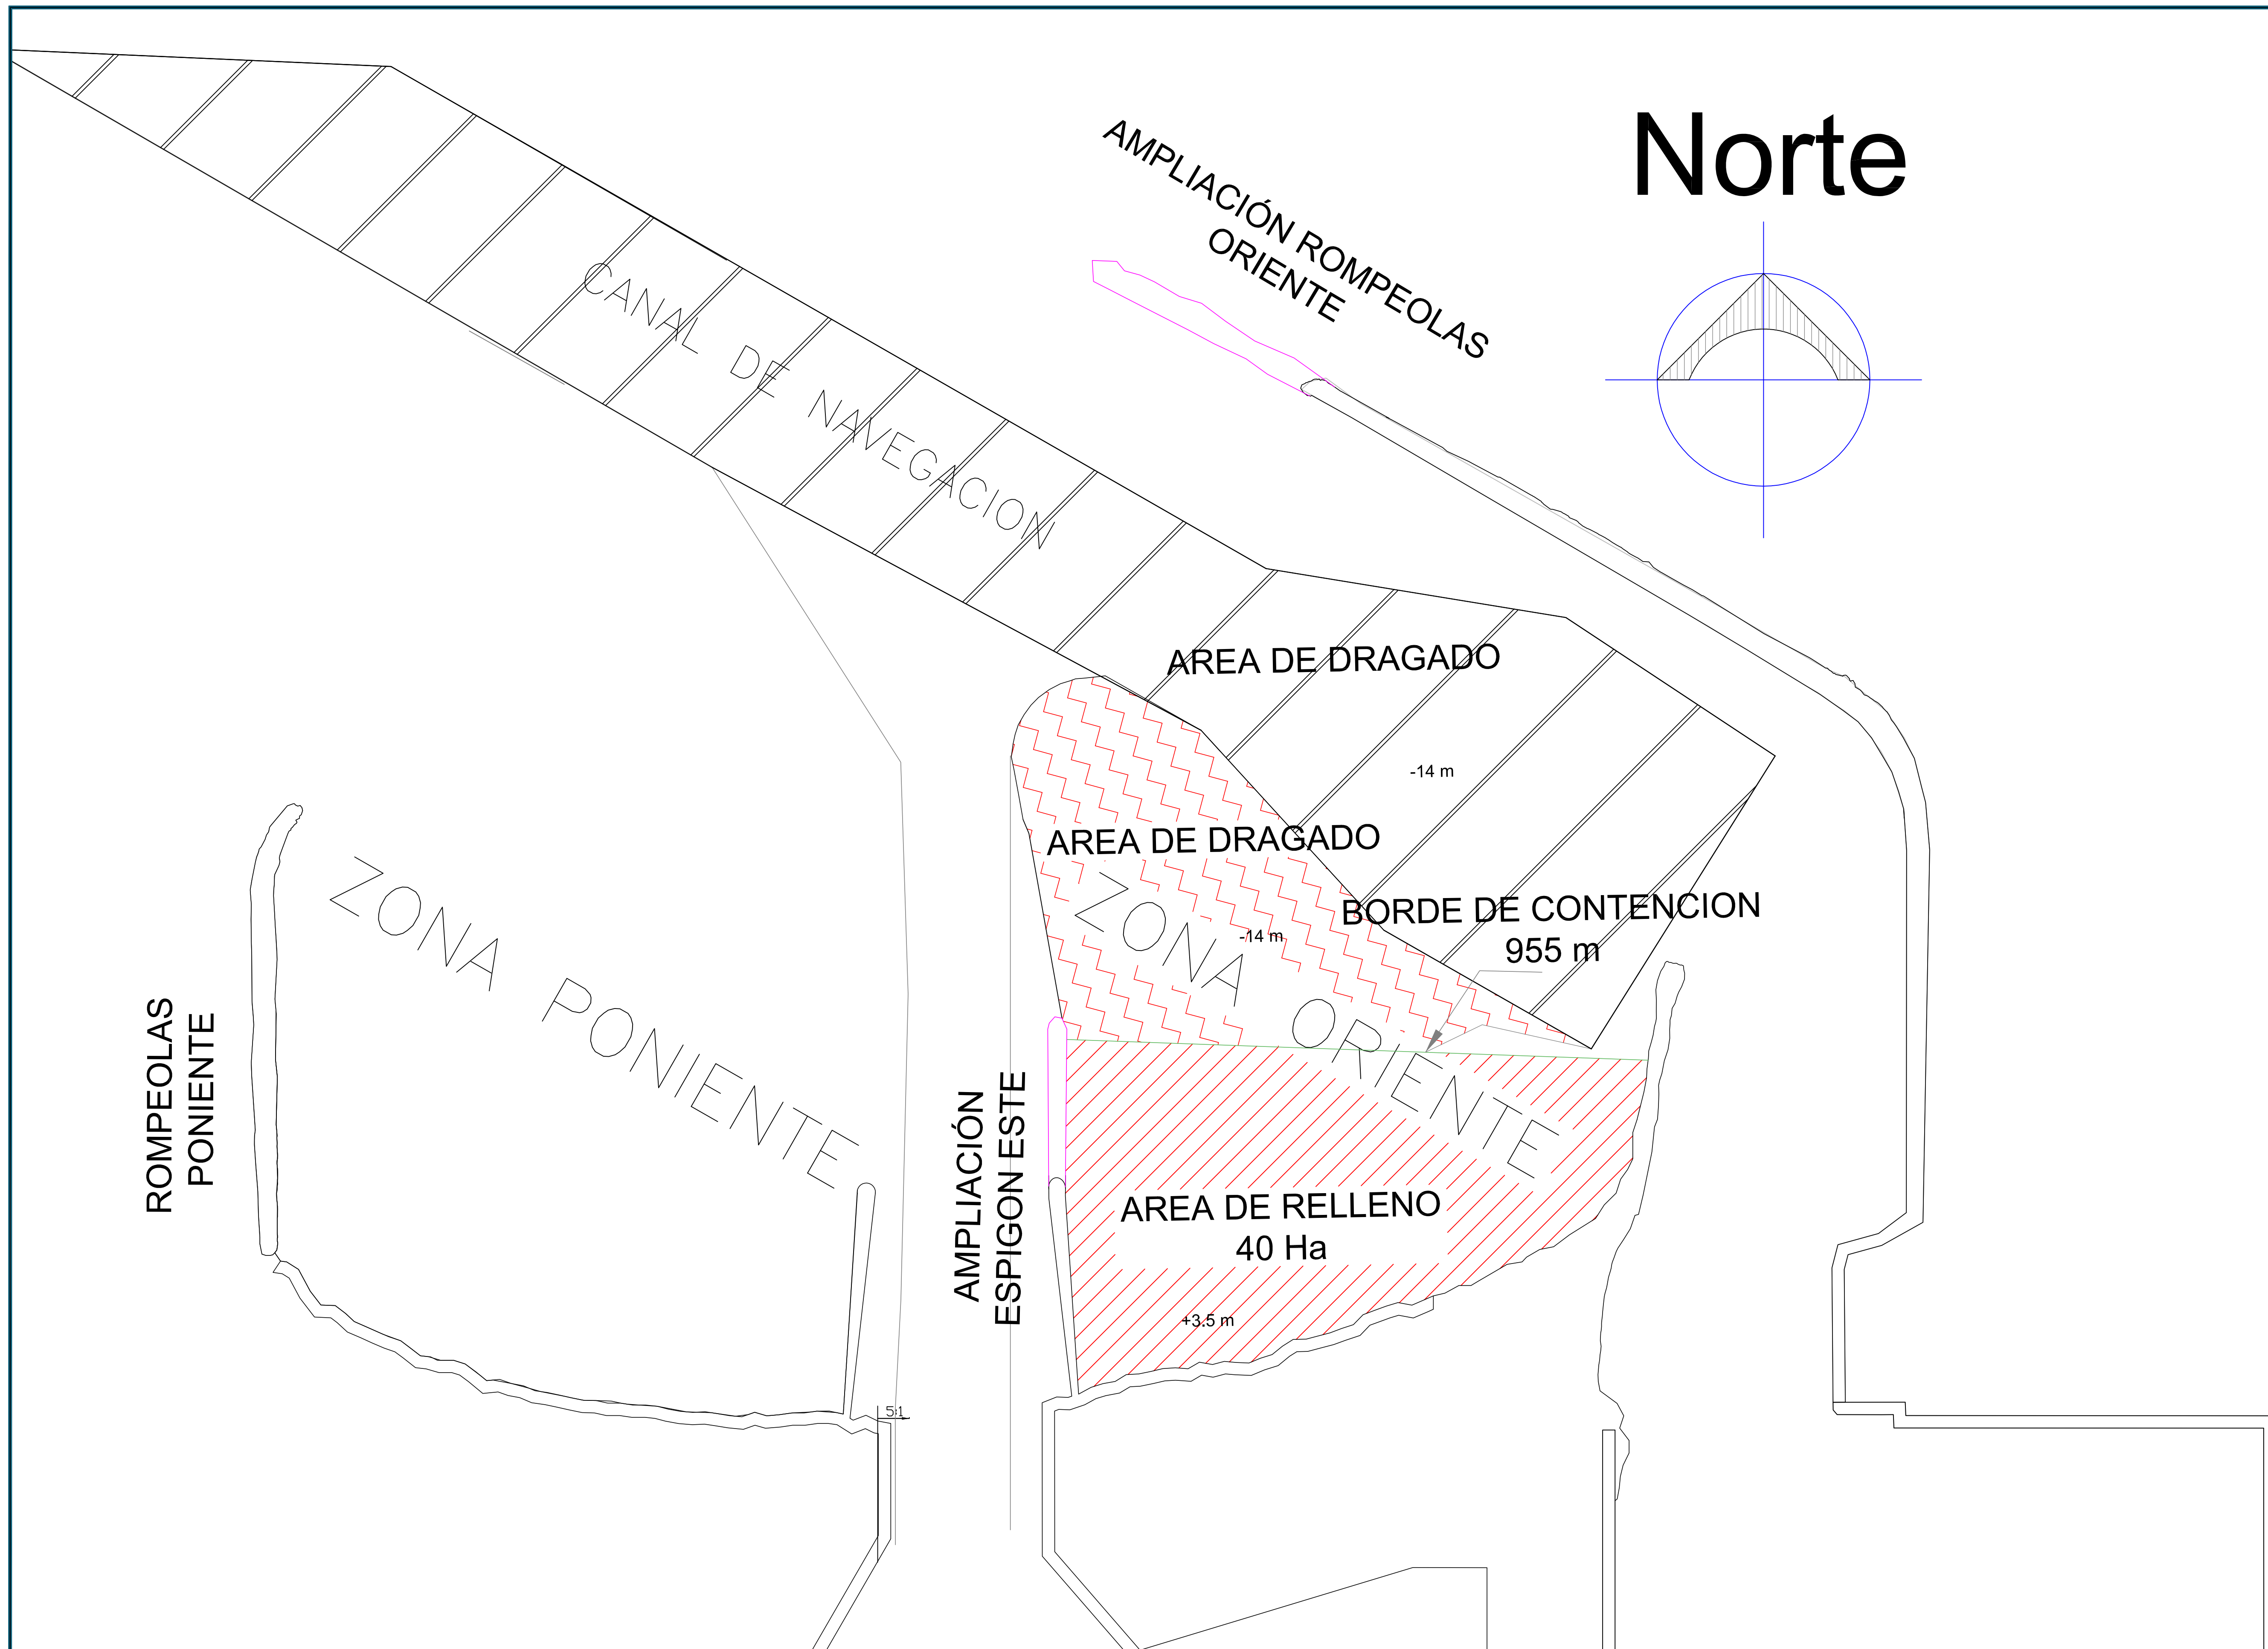 Norte
AMPLIACIÓN ROMPEOLAS
ORIENTE
CANAL DE NAVEGACION
AREA DE DRAGADO
-14 m
AREA DE DRAGADO
-14 m
BORDE DE CONTENCION
955 m
ZONA PONIENTE
ZONA ORIENTE
ROMPEOLAS
PONIENTE
AMPLIACIÓN
ESPIGON ESTE
AREA DE RELLENO
40 Ha
+3.5 m
5:1